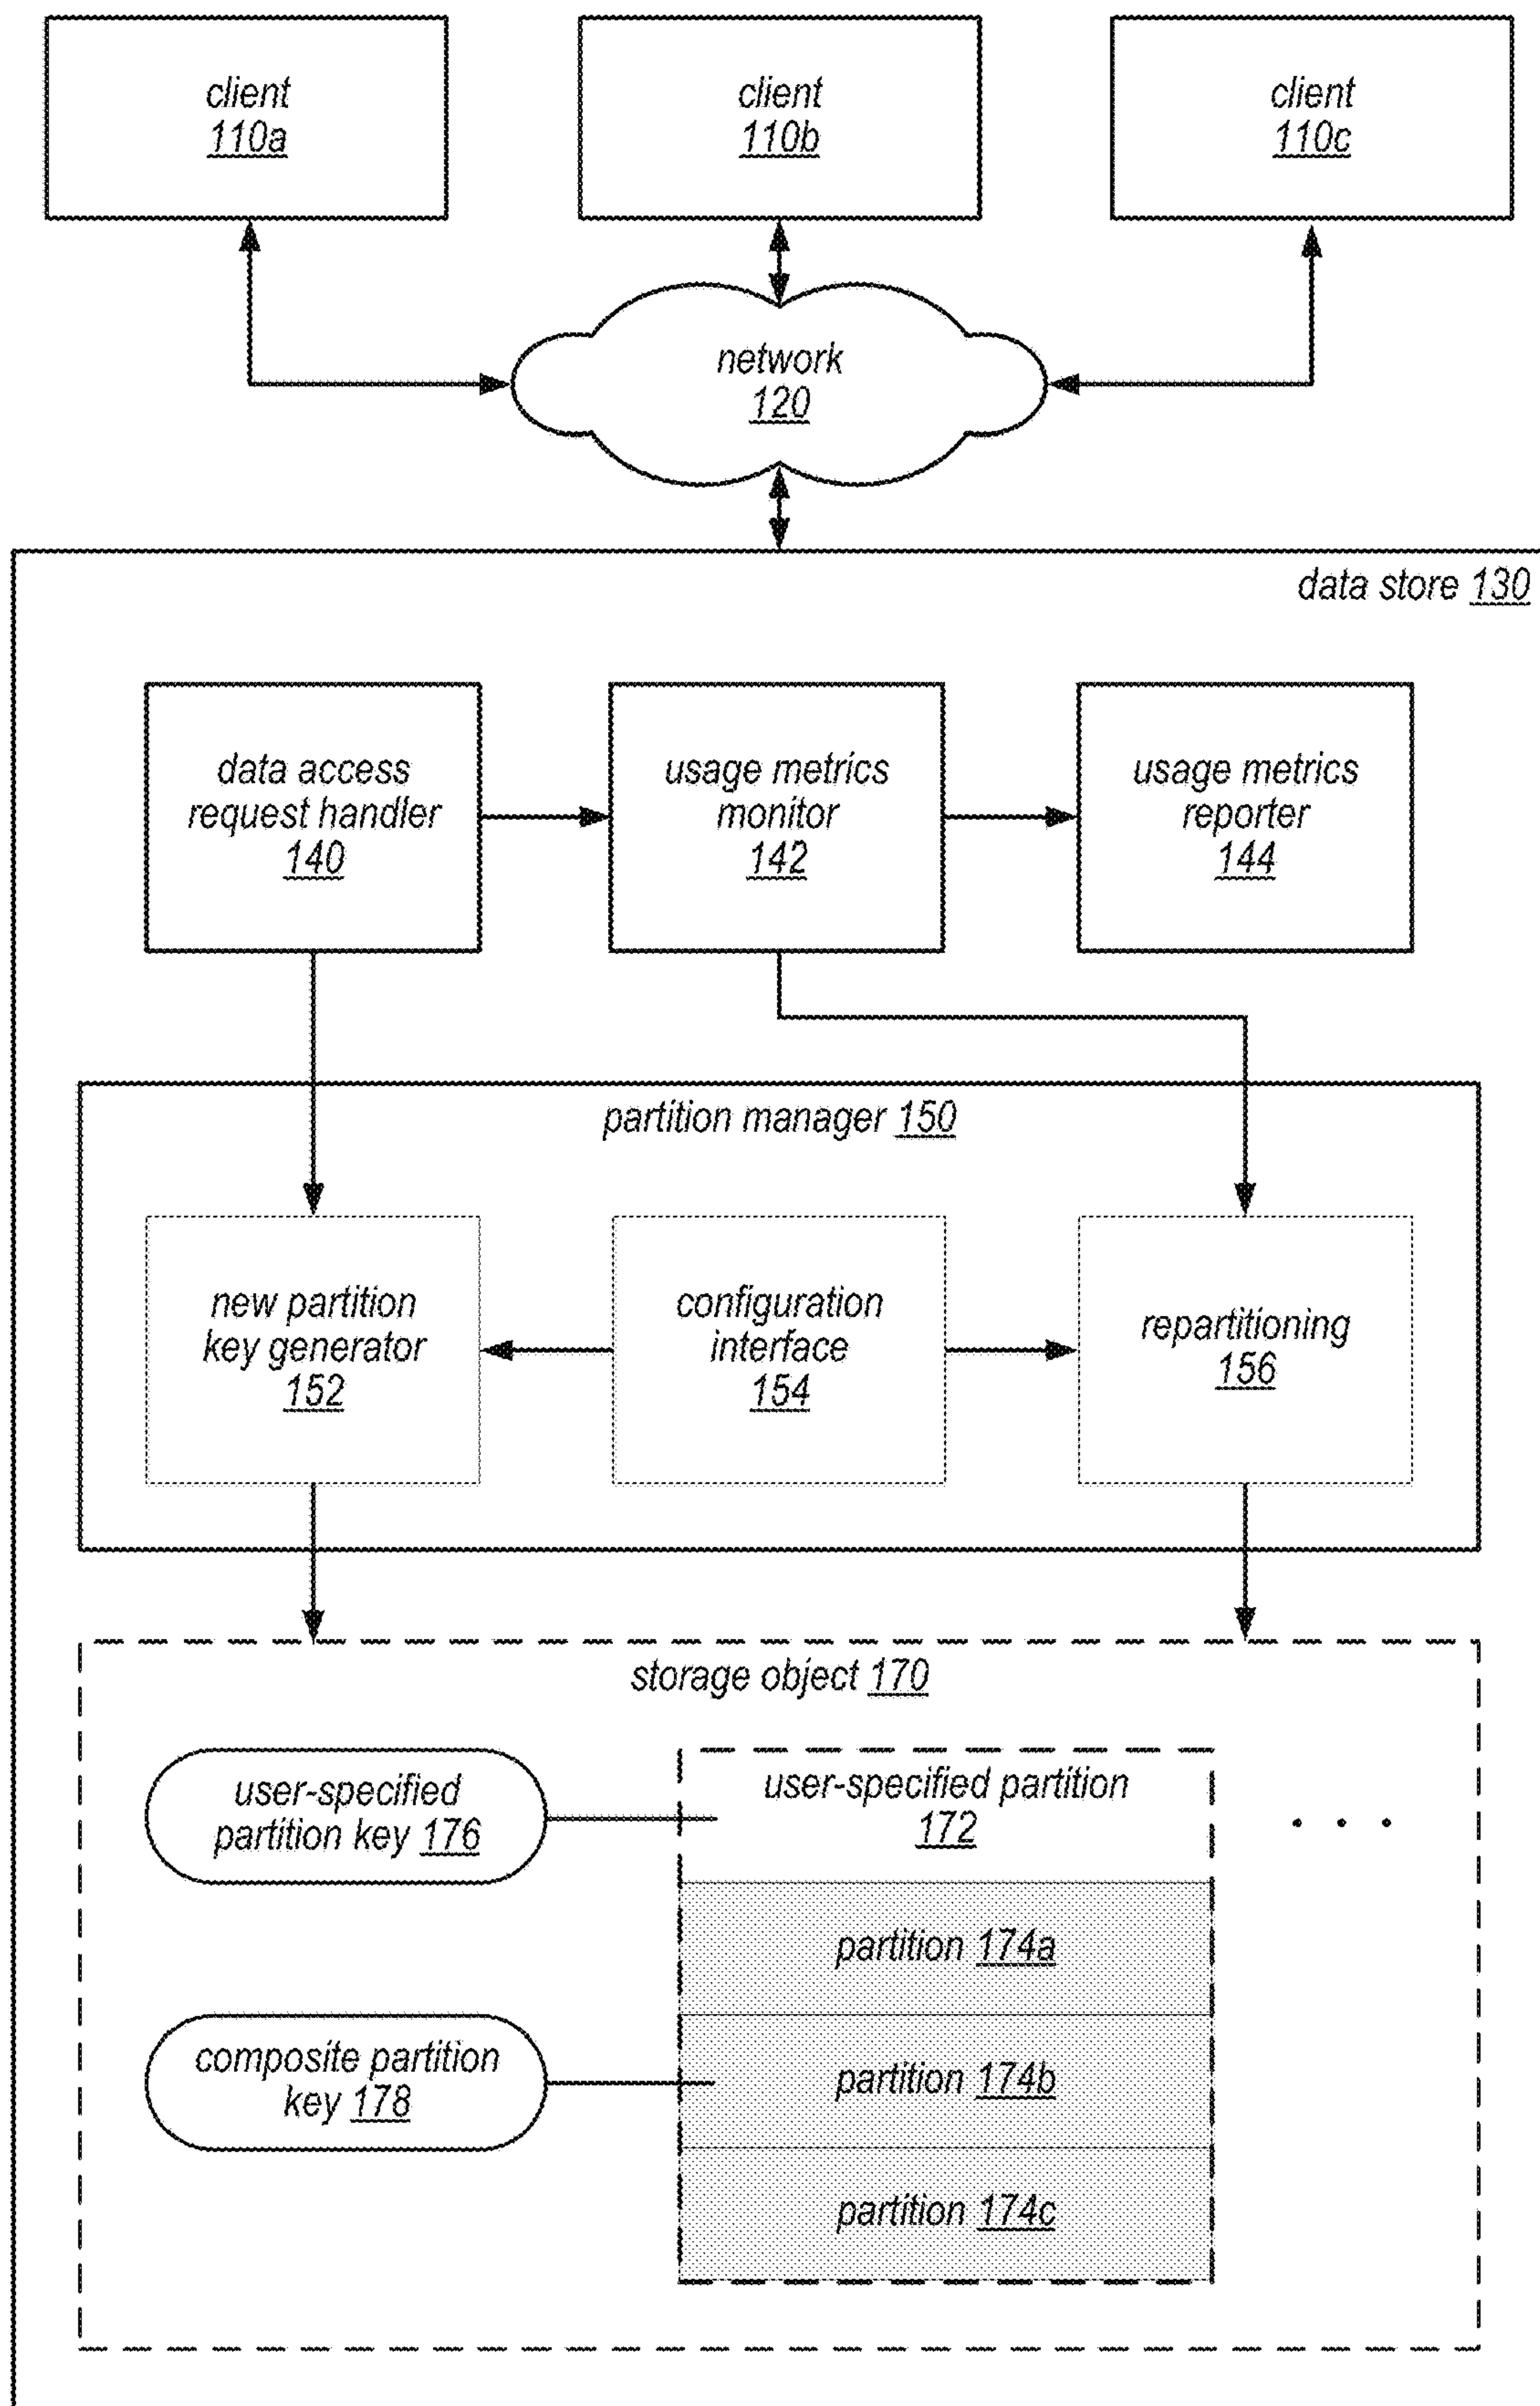 client
110a
client
110b
client
110c
network
120
data store 130
data access
request handler
140
usage metrics
monitor
142
usage metrics
reporter
144
partition manager 150
new partition
key generator
152
configuration
interface
154
repartitioning
156
storage object 170
user-specified
partition key 176
user-specified partition
172
. . .
partition 174a
composite partition
key 178
partition 174b
partition 174c